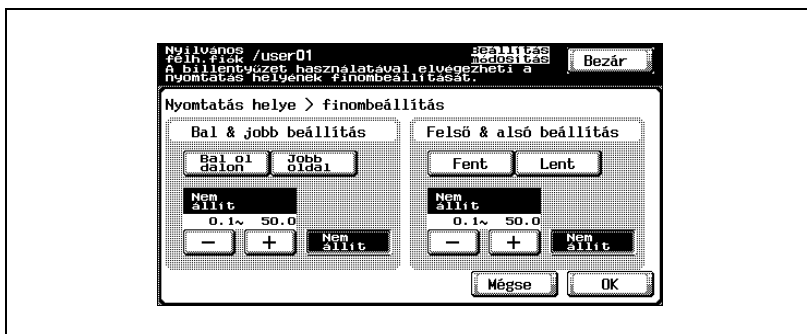 Nyilvános
félh.fiók /user01
Beállítás
módosítás
Bezár
A billentyűzet használatával elvégezheti a
nyomtatás helyének finombeállítását.
Nyomtatás helye > finombeállítás
Bal & jobb beállítás
Bal ol
dalon
Jobb
oldal
Nem
állít
0.1~ 50.0
− +
Nem
állít
Felső & alsó beállítás
Fent Lent
Nem
állít
0.1~ 50.0
− +
Nem
állít
Mégse OK